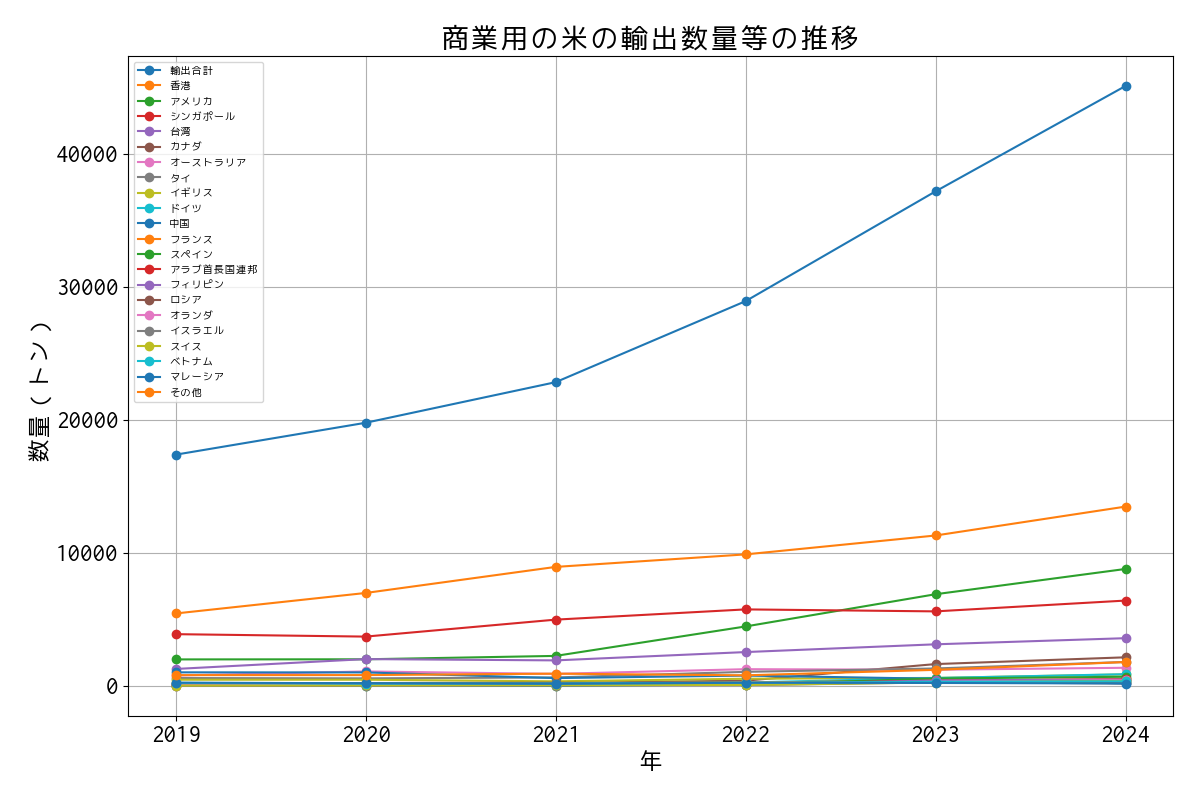 商業用の米の輸出数量等の推移
輸出合計
香港
アメリカ
シンガポール
台湾
カナダ
オーストラリア
タイ
イギリス
ドイツ
中国
フランス
スペイン
アラブ首長国連邦
フィリピン
ロシア
オランダ
イスラエル
スイス
ベトナム
マレーシア
その他
数量(トン)
40000
30000
20000
10000
0
2019 2020 2021 2022 2023 2024
年